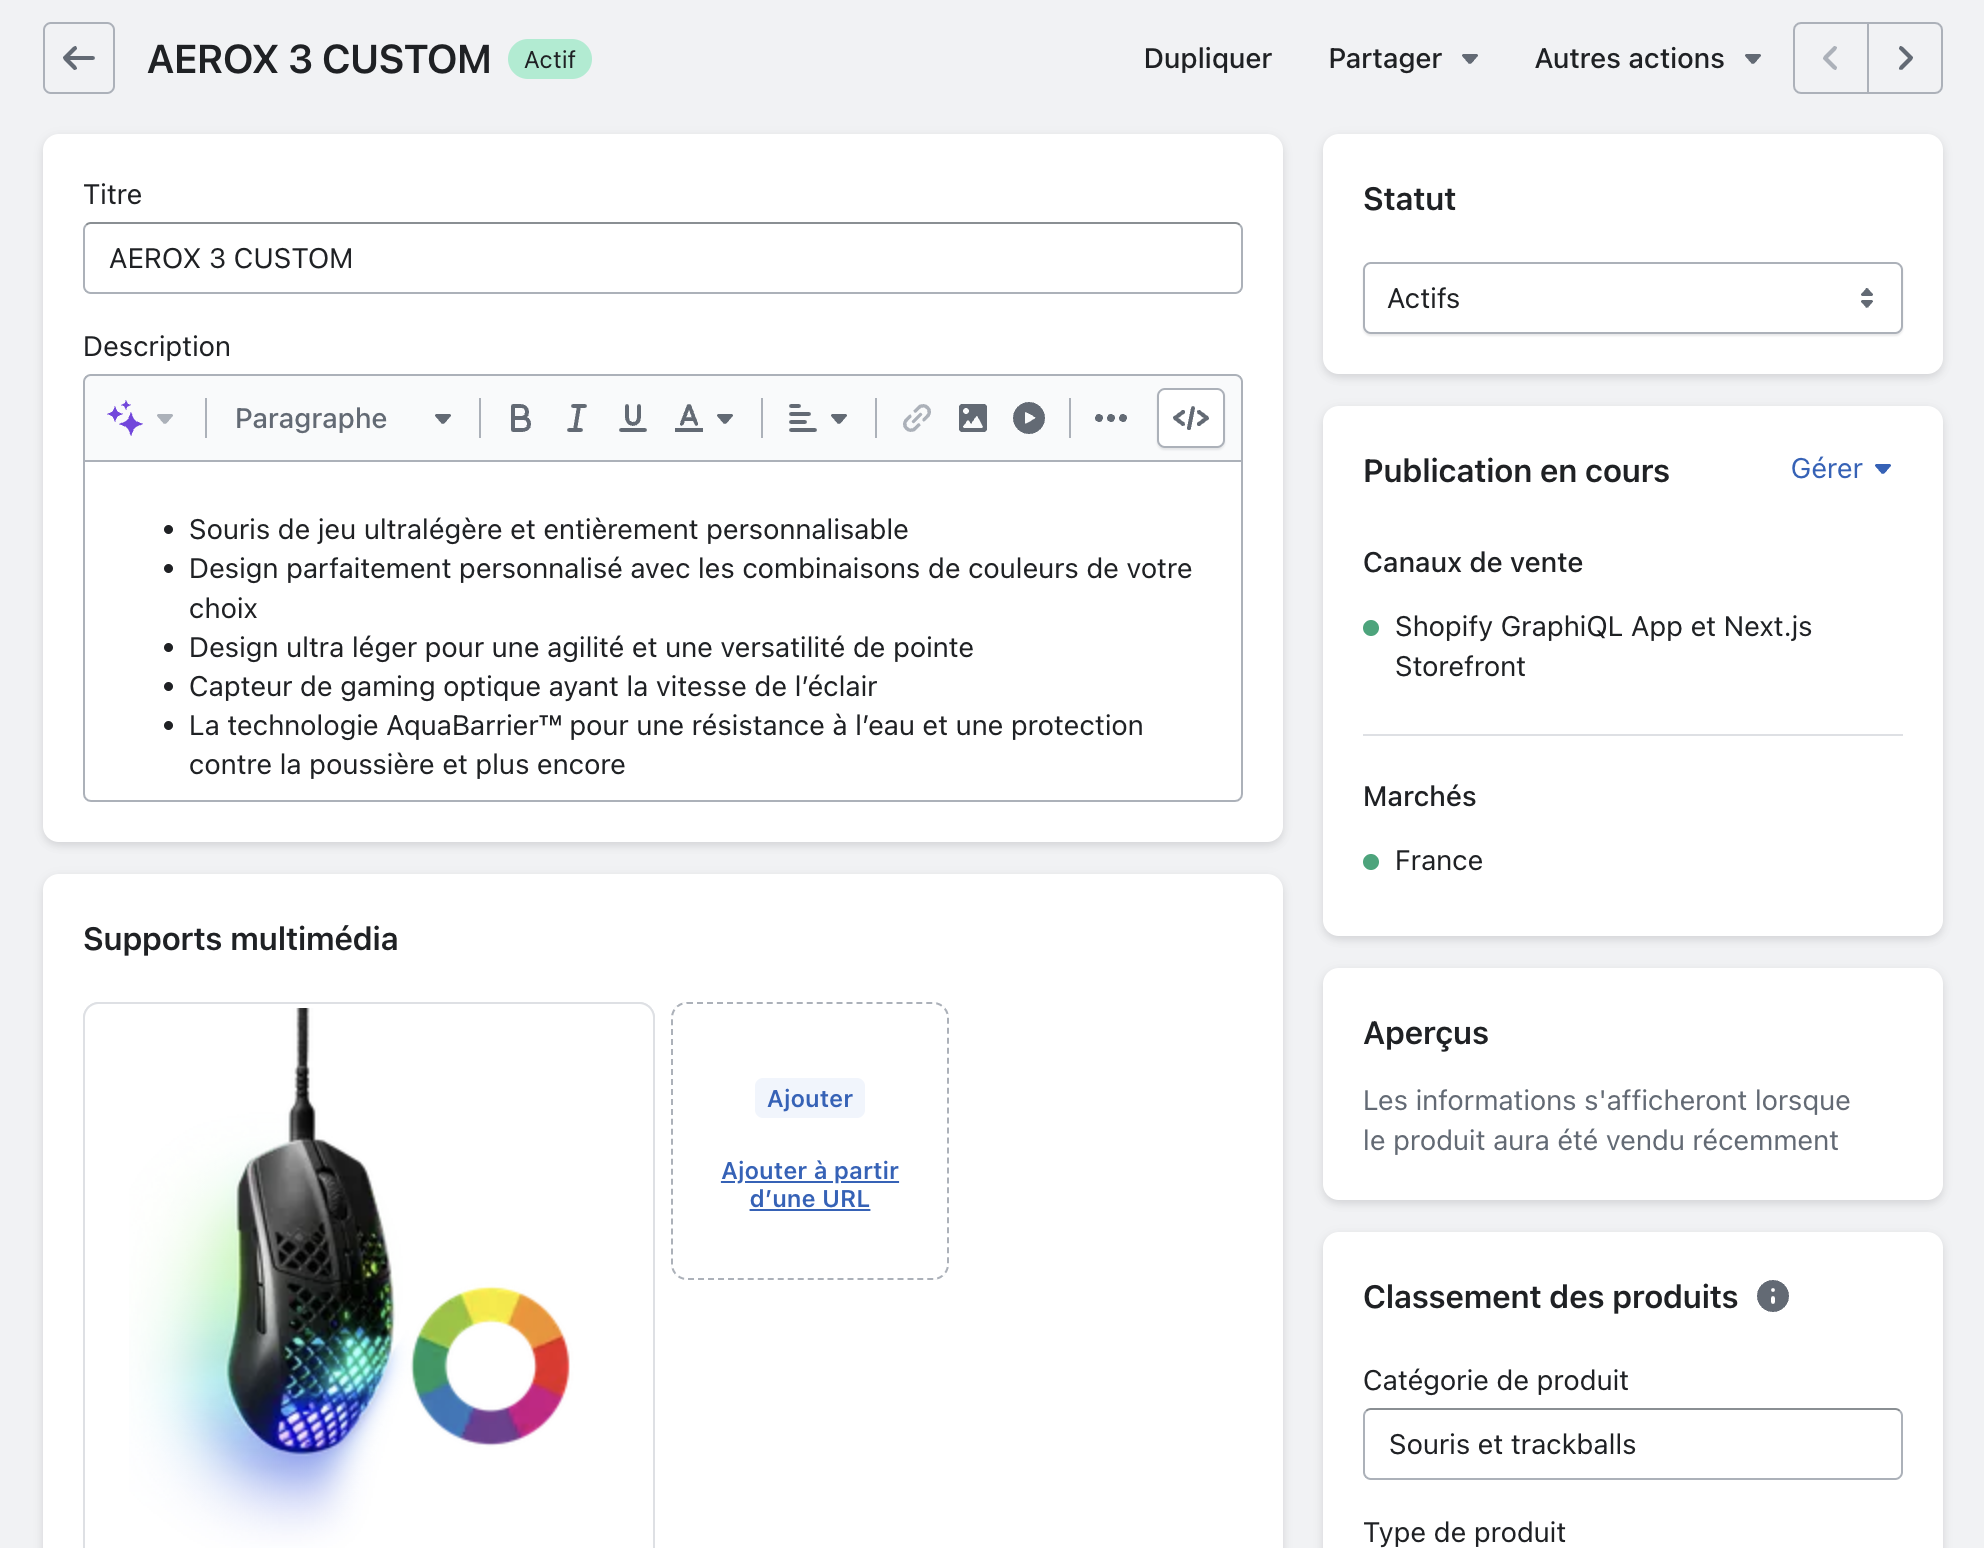 AEROX 3 CUSTOM
Actif
Dupliquer
Partager
Autres actions
Titre
AEROX 3 CUSTOM
Description
Paragraphe
B I U A
</>
• Souris de jeu ultralégère et entièrement personnalisable
• Design parfaitement personnalisé avec les combinaisons de couleurs de votre
choix
• Design ultra léger pour une agilité et une versatilité de pointe
• Capteur de gaming optique ayant la vitesse de l’éclair
• La technologie AquaBarrier™ pour une résistance à l’eau et une protection
contre la poussière et plus encore
Supports multimédia
Ajouter
Ajouter à partir
d’une URL
Statut
Actifs
Publication en cours
Gérer
Canaux de vente
Shopify GraphiQL App et Next.js
Storefront
Marchés
France
Aperçus
Les informations s'afficheront lorsque
le produit aura été vendu récemment
Classement des produits
Catégorie de produit
Souris et trackballs
Type de produit